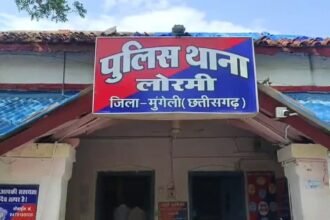 पुलिस थाना
लोरमी
जिला-मुंगेली (छत्तीसगढ़)